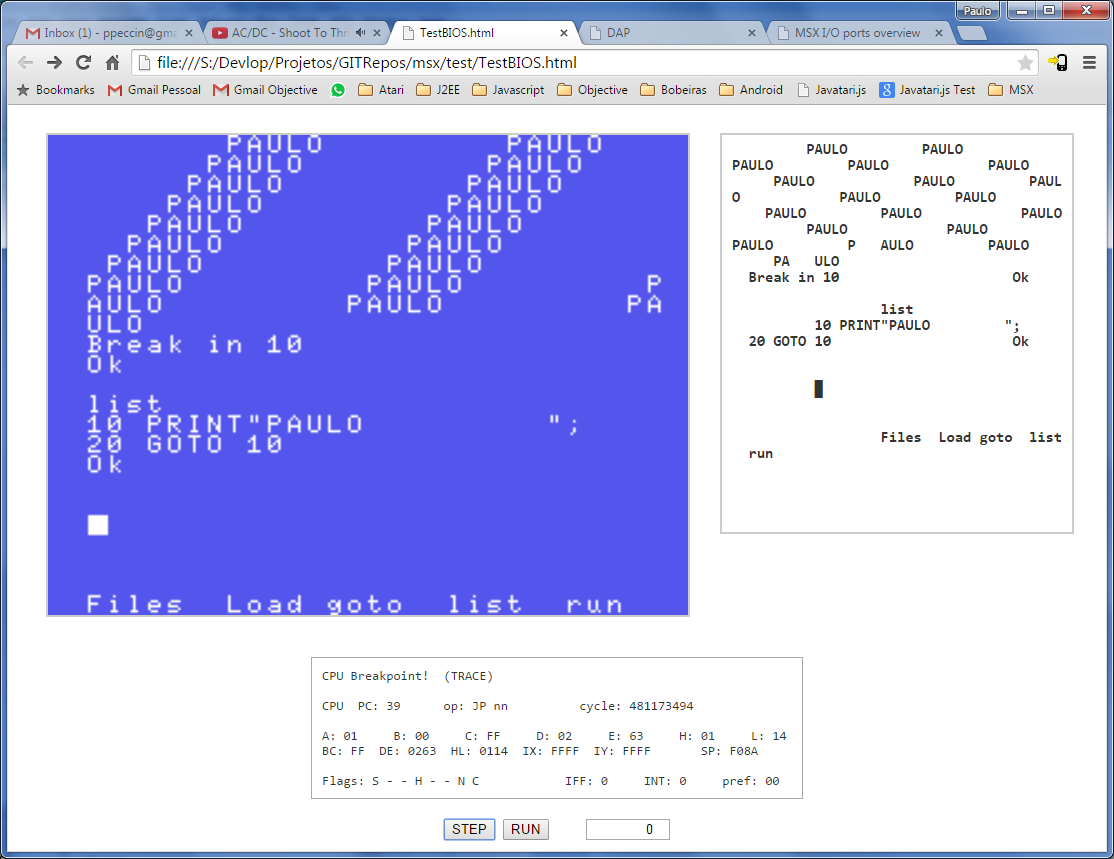 Paulo
Inbox (1) - ppeccin@gma
AC/DC - Shoot To Thr
TestBIOS.html
DAP
MSX I/O ports overview
file:///S:/Devlop/Projetos/GITRepos/msx/test/TestBIOS.html
Bookmarks Gmail Pessoal Gmail Objective Atari J2EE Javascript Objective Bobeiras Android Javatari.js Javatari.js Test MSX
PAULO PAULO
PAULO PAULO
PAULO PAULO
PAULO PAULO
PAULO PAULO
PAULO PAULO
PAULO PAULO
PAULO PAULO P
AULO PAULO PA
ULO
Break in 10
Ok
list
10 PRINT"PAULO         ";
20 GOTO 10
Ok
Files Load goto list run
PAULO PAULO
PAULO PAULO PAULO
PAULO PAULO PAUL
O PAULO PAULO
PAULO PAULO PAULO
PAULO PAULO
PAULO P AULO PAULO
PA ULO
Break in 10 Ok
list
10 PRINT"PAULO         ";
20 GOTO 10 Ok
Files Load goto list
run
CPU Breakpoint! (TRACE)
CPU PC: 39 op: JP nn cycle: 481173494
A: 01 B: 00 C: FF D: 02 E: 63 H: 01 L: 14
BC: FF DE: 0263 HL: 0114 IX: FFFF IY: FFFF SP: F08A
Flags: S - - H - - N C IFF: 0 INT: 0 pref: 00
STEP RUN 0